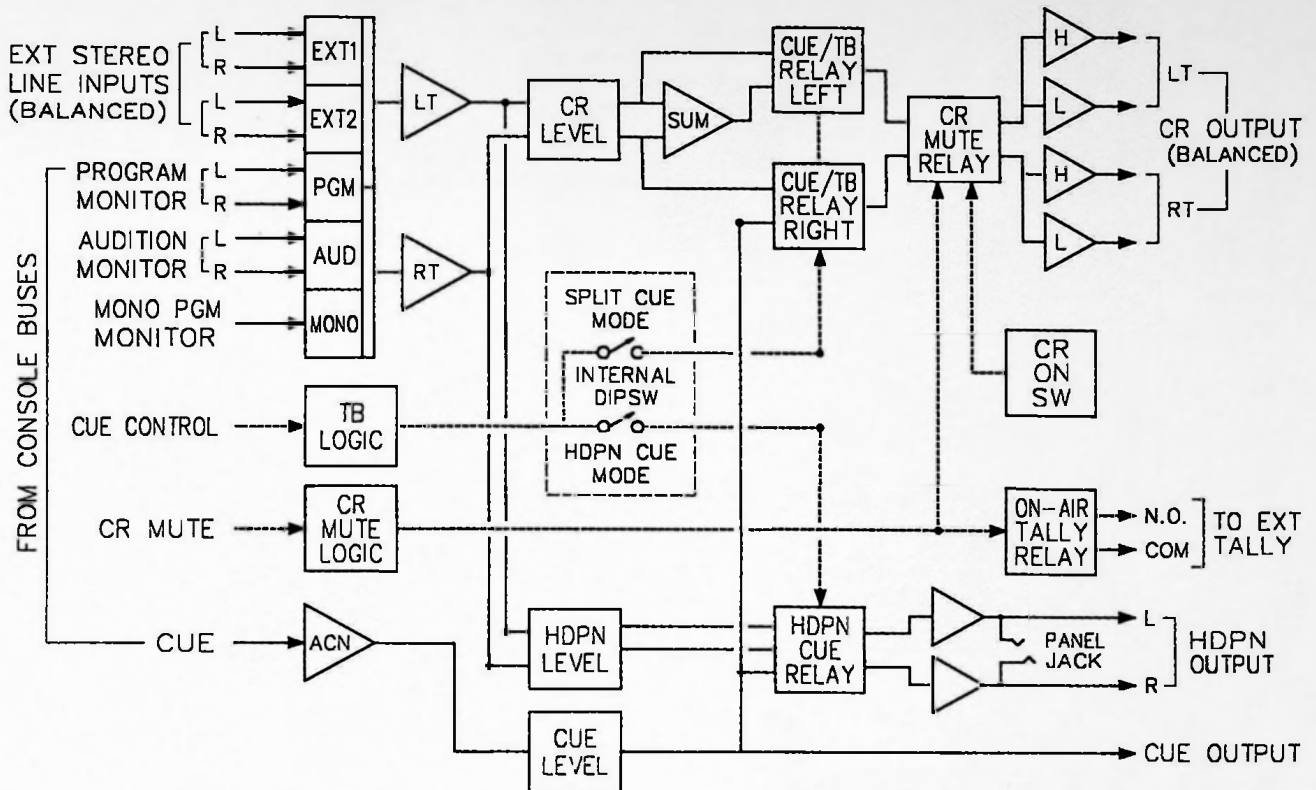 EXT STEREO
LINE INPUTS
(BALANCED)
L
R
L
R
EXT1
EXT2
PROGRAM
MONITOR
L
R
PGM
AUDITION
MONITOR
L
R
AUD
MONO PGM
MONITOR
MONO
FROM CONSOLE BUSES
CUE CONTROL
TB
LOGIC
CR MUTE
CR
MUTE
LOGIC
CUE
ACN
LT
RT
CR
LEVEL
SUM
CUE/TB
RELAY
LEFT
CUE/TB
RELAY
RIGHT
CR
MUTE
RELAY
H
L
H
L
LT
RT
CR OUTPUT
(BALANCED)
SPLIT CUE
MODE
INTERNAL
DIPSW
HDPN CUE
MODE
CR
ON
SW
ON-AIR
TALLY
RELAY
N.O.
COM
TO EXT
TALLY
HDPN
LEVEL
HDPN
CUE
RELAY
PANEL
JACK
L
R
HDPN
OUTPUT
CUE
LEVEL
CUE OUTPUT